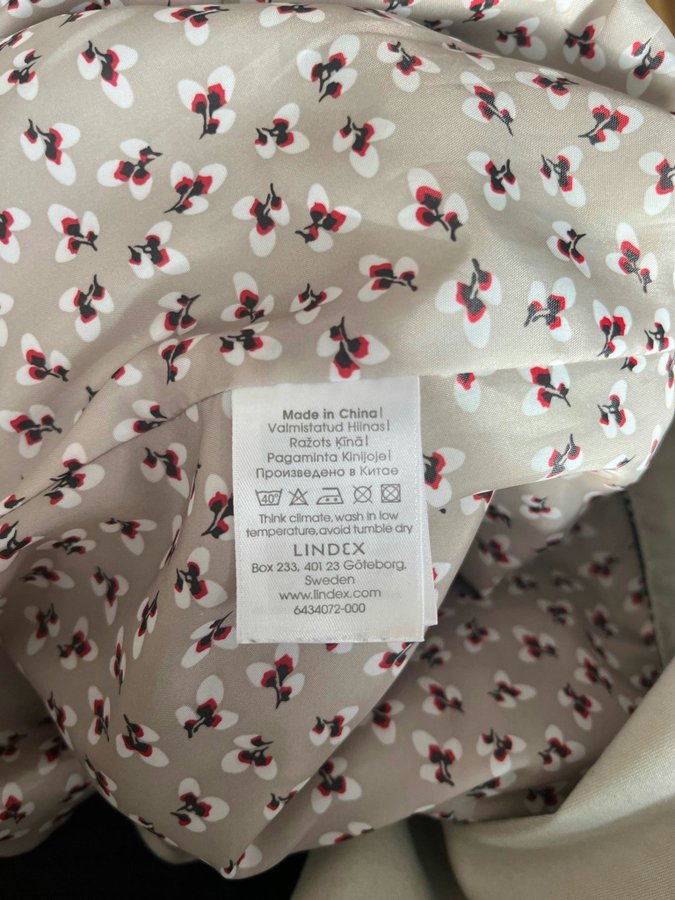 Made in China|
Valmistatud Hiinas|
Ražots Ķīnā|
Pagaminta Kinijoje|
Произведено в Китае
40°
Think climate, wash in low
temperature, avoid tumble dry
LINDEX
Box 233, 401 23 Göteborg,
Sweden
www.lindex.com
6434072-000